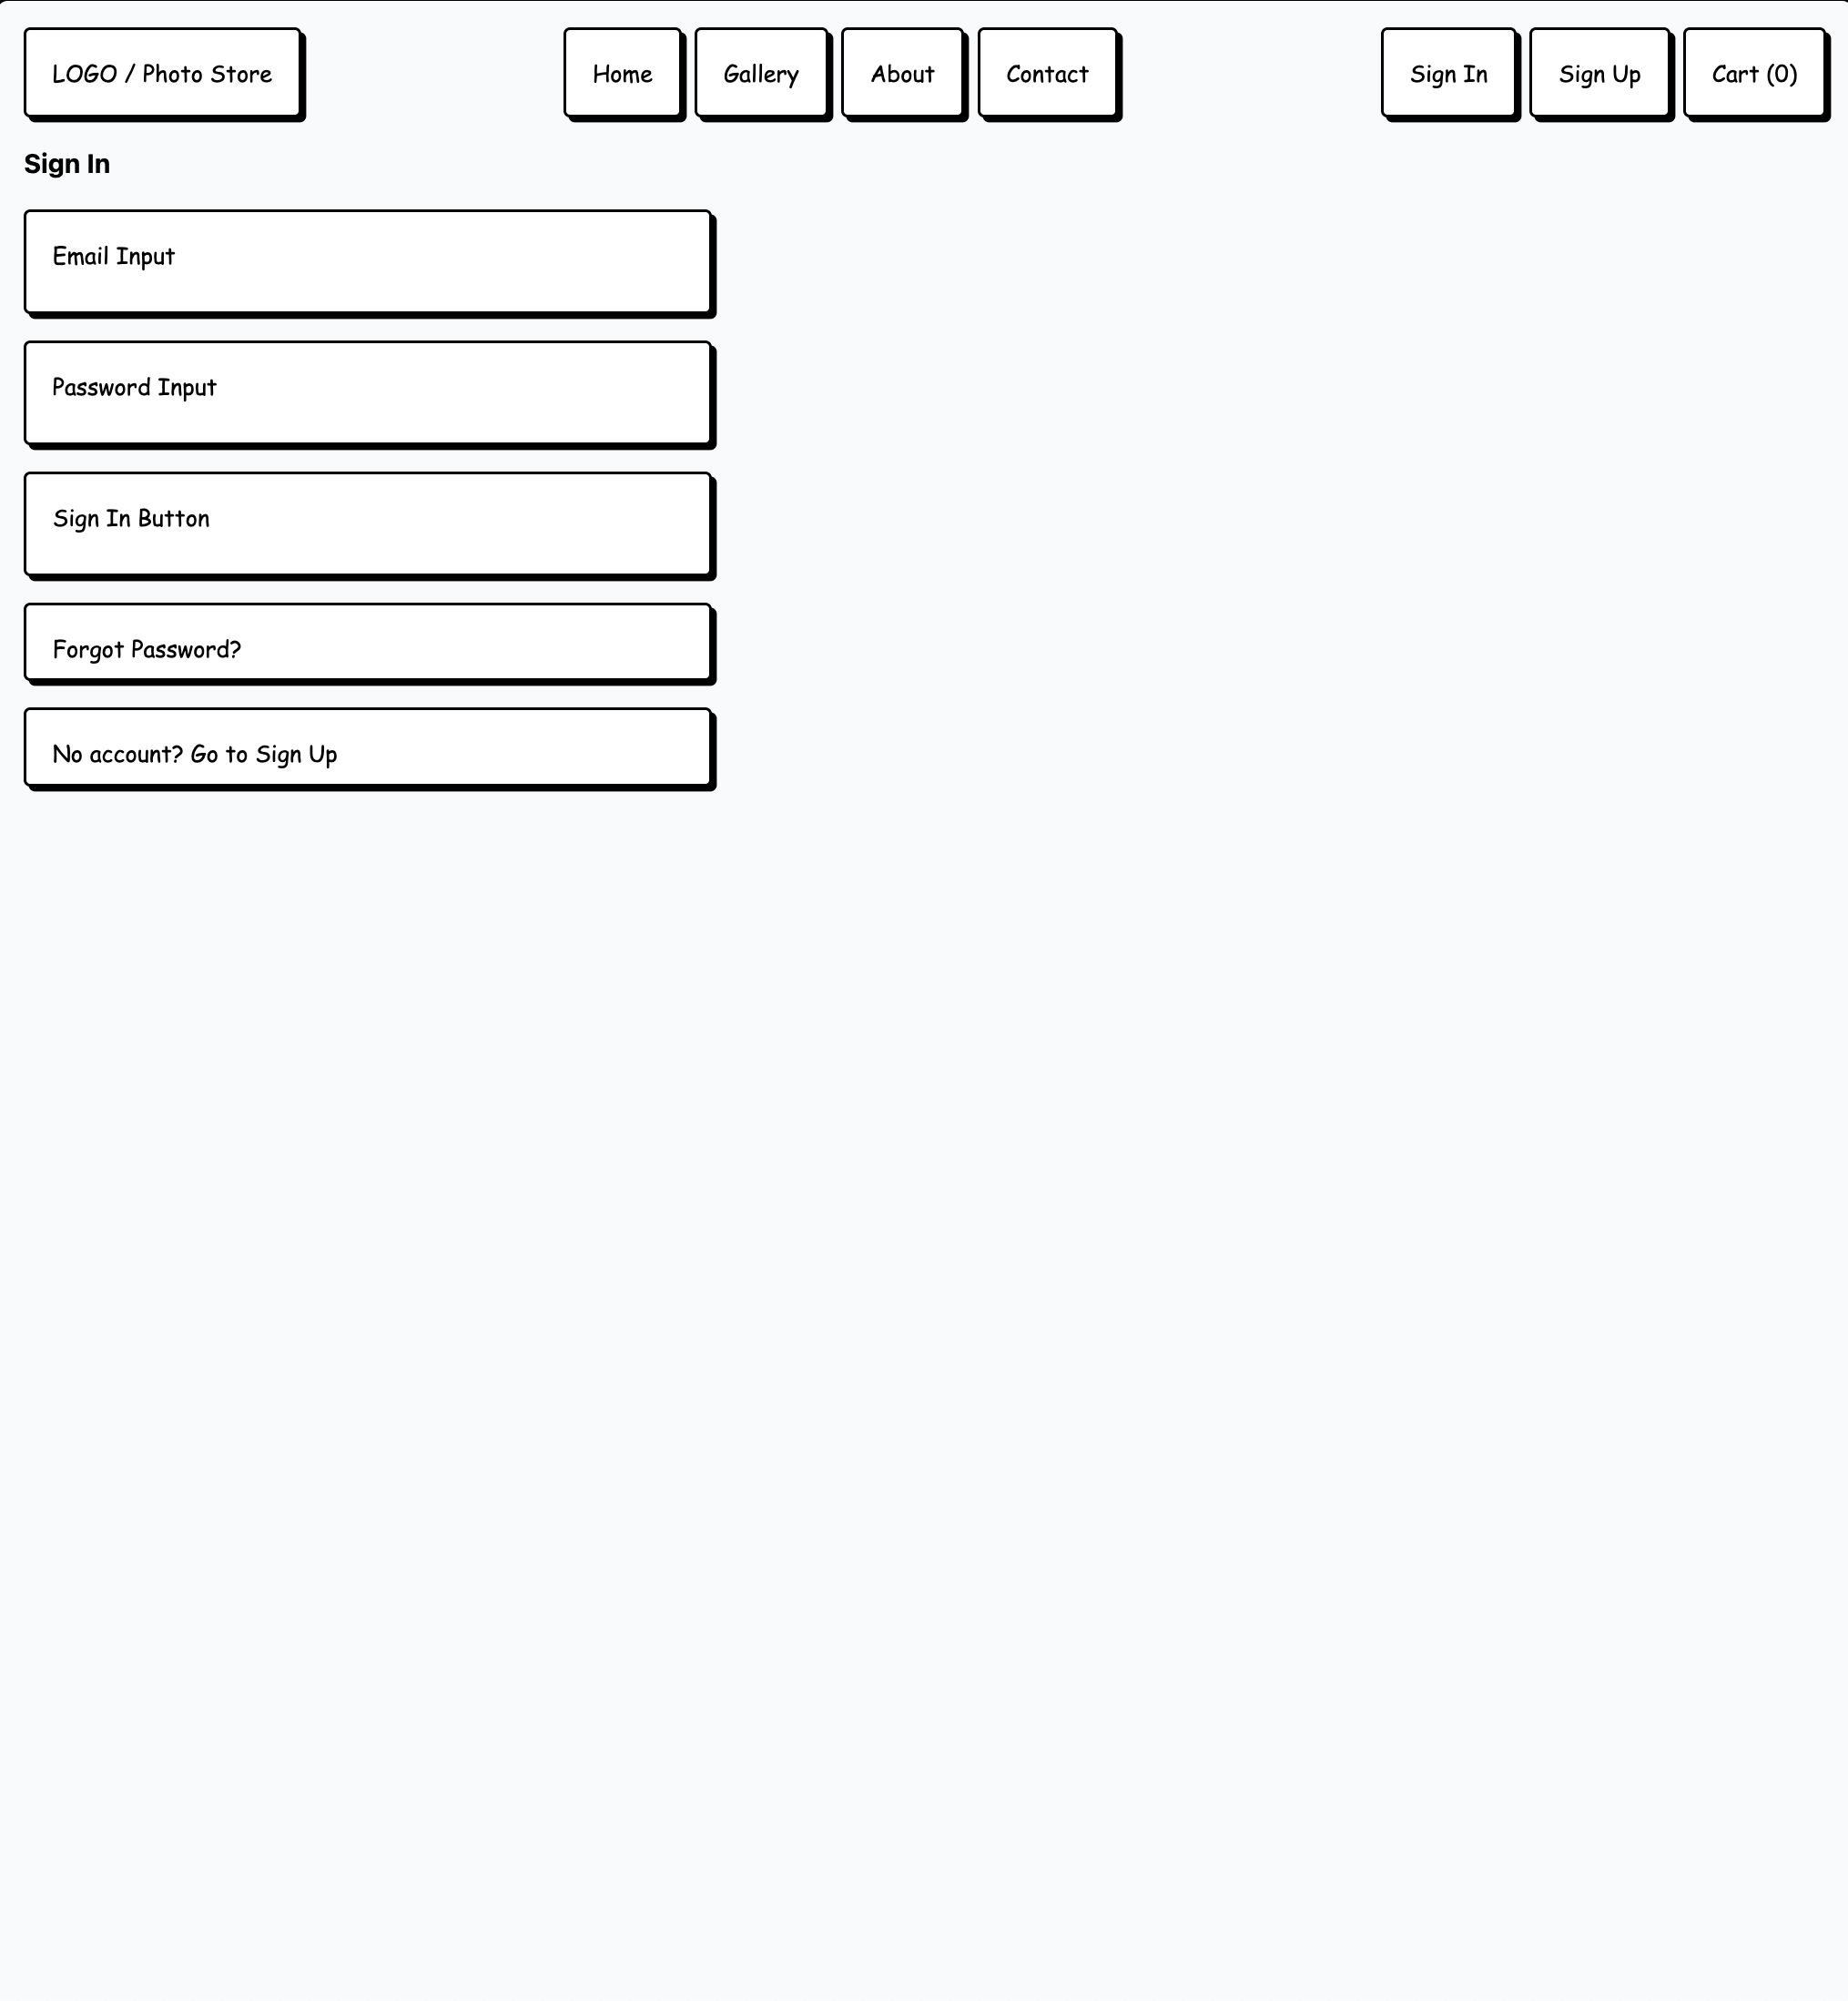 LOGO / Photo Store
Home
Gallery
About
Contact
Sign In
Sign Up
Cart (0)
Sign In
Email Input
Password Input
Sign In Button
Forgot Password?
No account? Go to Sign Up